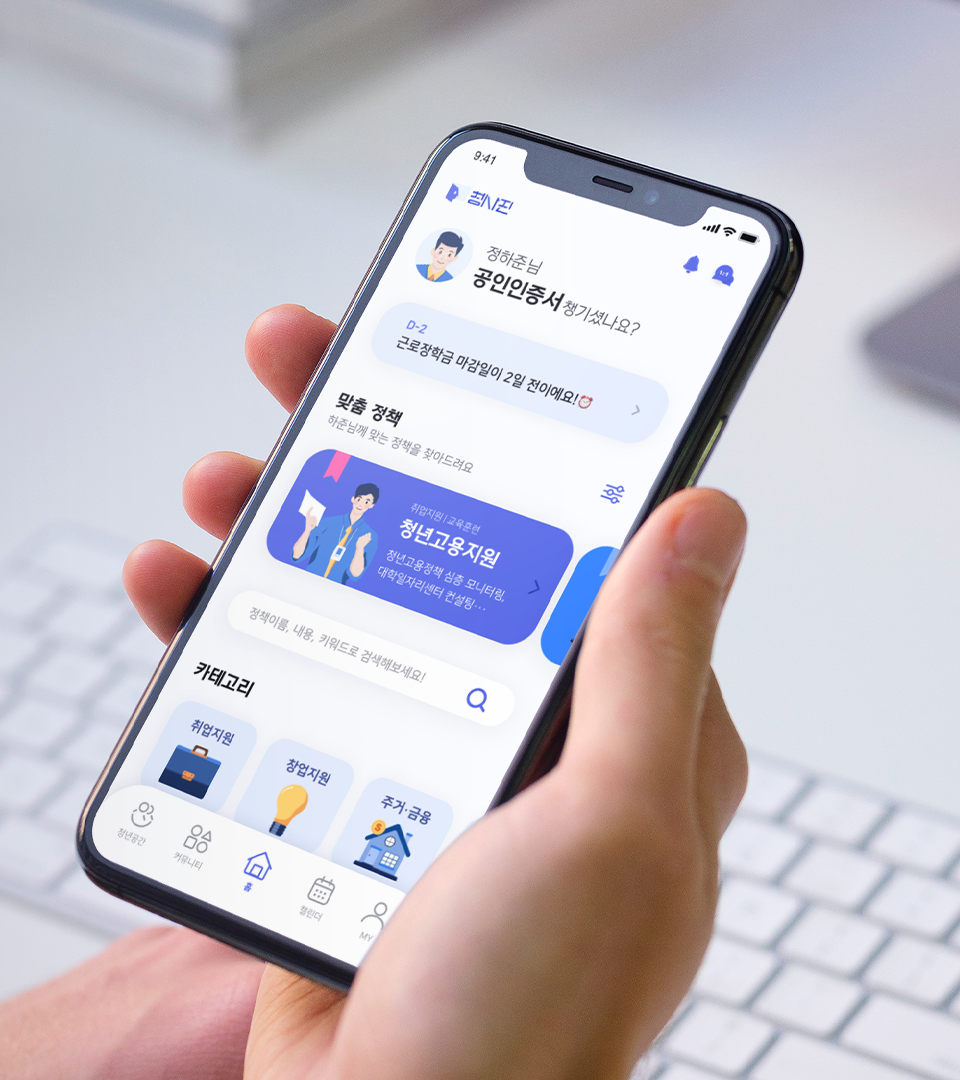 9:41
청사진
정하준님
공인인증서 챙기셨나요?
D-2
근로장학금 마감일이 2일 전이에요!⏰
맞춤 정책
하준님께 맞는 정책을 찾아드려요
취업지원 | 교육훈련
청년고용지원
청년고용정책 심층 모니터링,
대학일자리센터 컨설팅···
정책이름, 내용, 키워드로 검색해보세요!
카테고리
취업지원
창업지원
주거·금융
청년공간
커뮤니티
홈
캘린더
MY